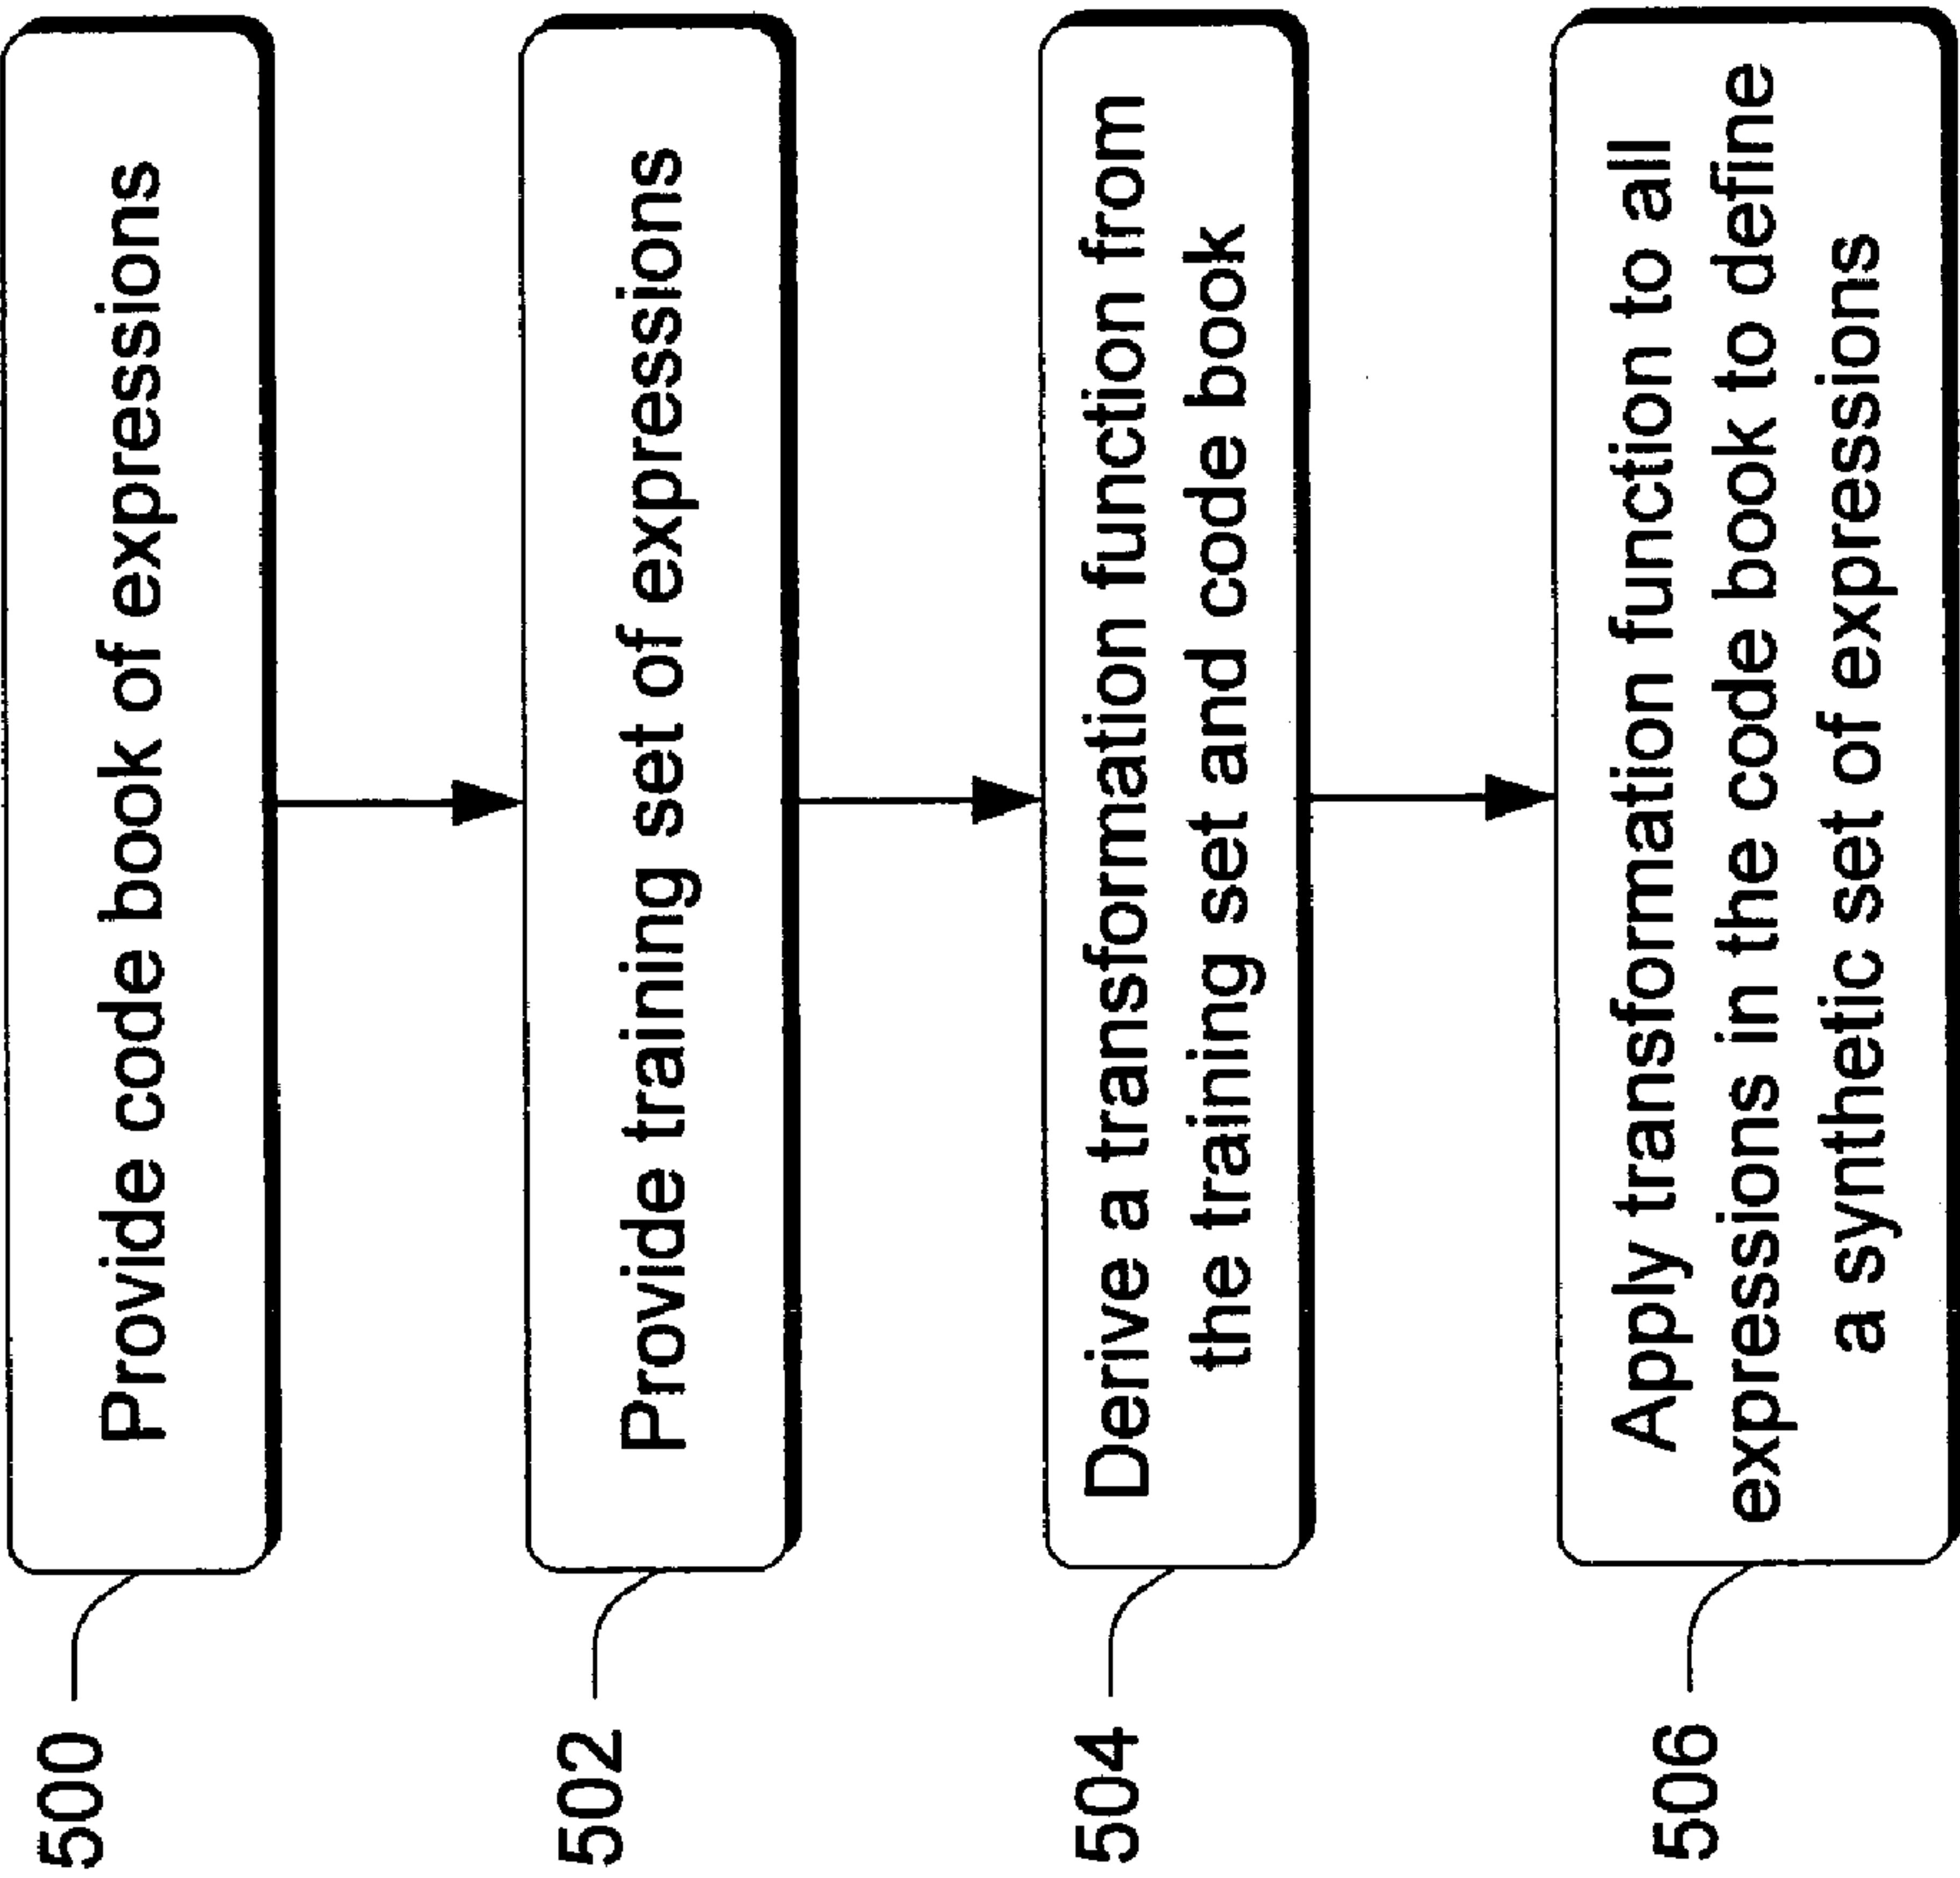 500
Provide code book of expressions
502
Provide training set of expressions
504
Derive a transformation function from
the training set and code book
506
Apply transformation function to all
expressions in the code book to define
a synthetic set of expressions